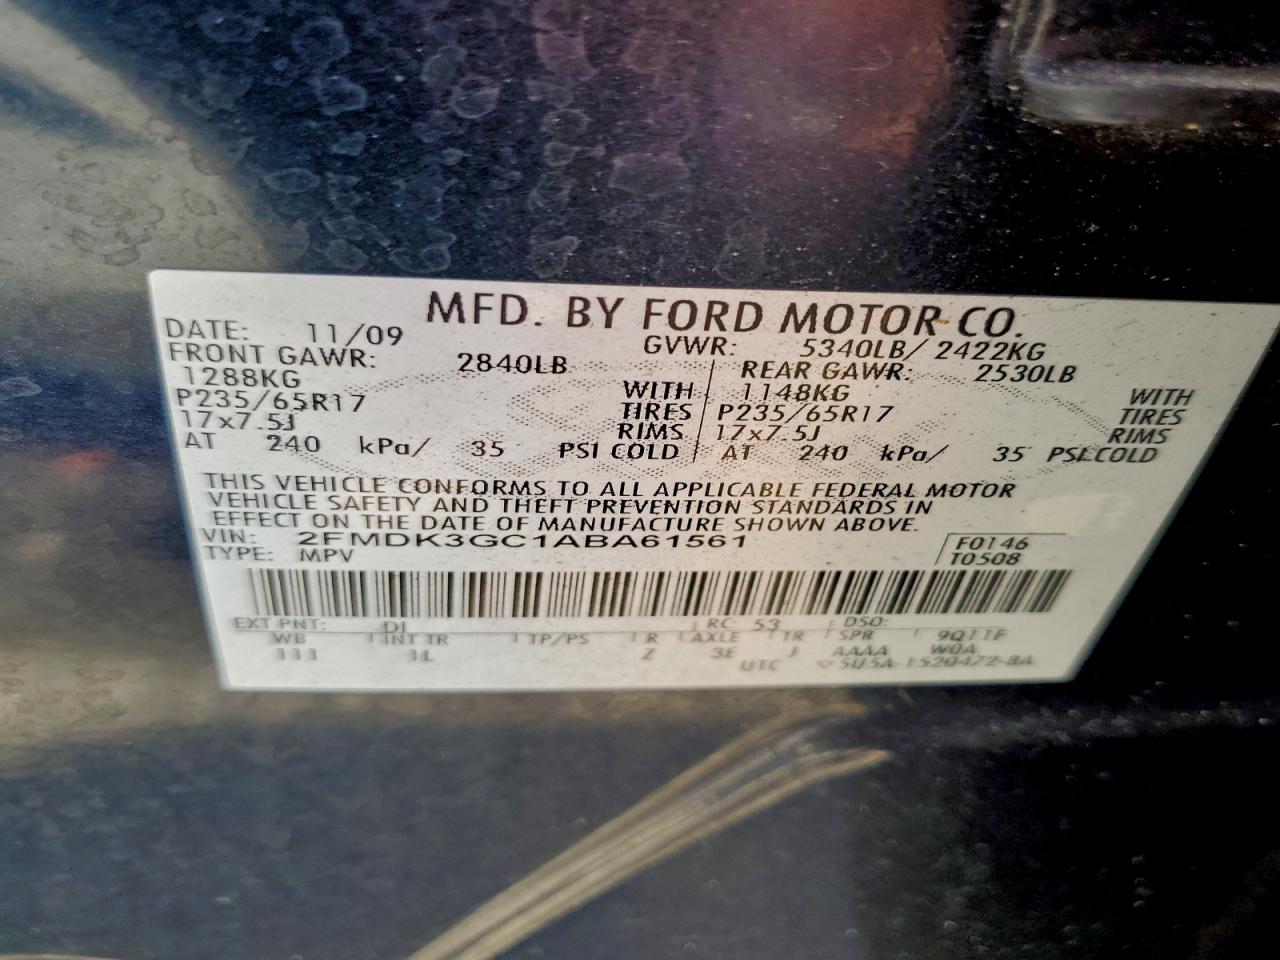 MFD. BY FORD MOTOR CO.
DATE: 11/09 GVWR: 5340LB/ 2422KG
FRONT GAWR: 2840LB REAR GAWR: 2530LB
1288KG WITH 1148KG WITH
P235/65R17 TIRES P235/65R17 TIRES
17x7.5J RIMS 17x7.5J RIMS
AT 240 kPa/ 35 PSI COLD AT 240 kPa/ 35 PSI COLD
THIS VEHICLE CONFORMS TO ALL APPLICABLE FEDERAL MOTOR
VEHICLE SAFETY AND THEFT PREVENTION STANDARDS IN
EFFECT ON THE DATE OF MANUFACTURE SHOWN ABOVE.
VIN: 2FMDK3GC1ABA61561 F0146
TYPE: MPV T0508
EXT PNT: DI RC: 53 DSO:
WB INT TR TP/PS R AXLE TR SPR 9Q11F
111 1L Z 3E J AAAA W0A
UTC 5U5A-1520472-BA